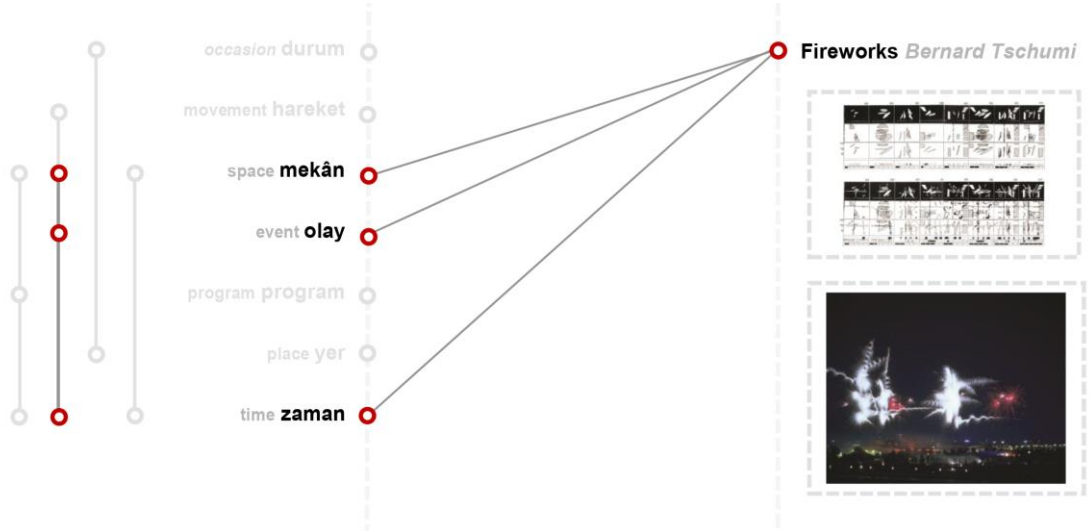 occasion durum
Fireworks Bernard Tschumi
movement hareket
space mekân
event olay
program program
place yer
time zaman